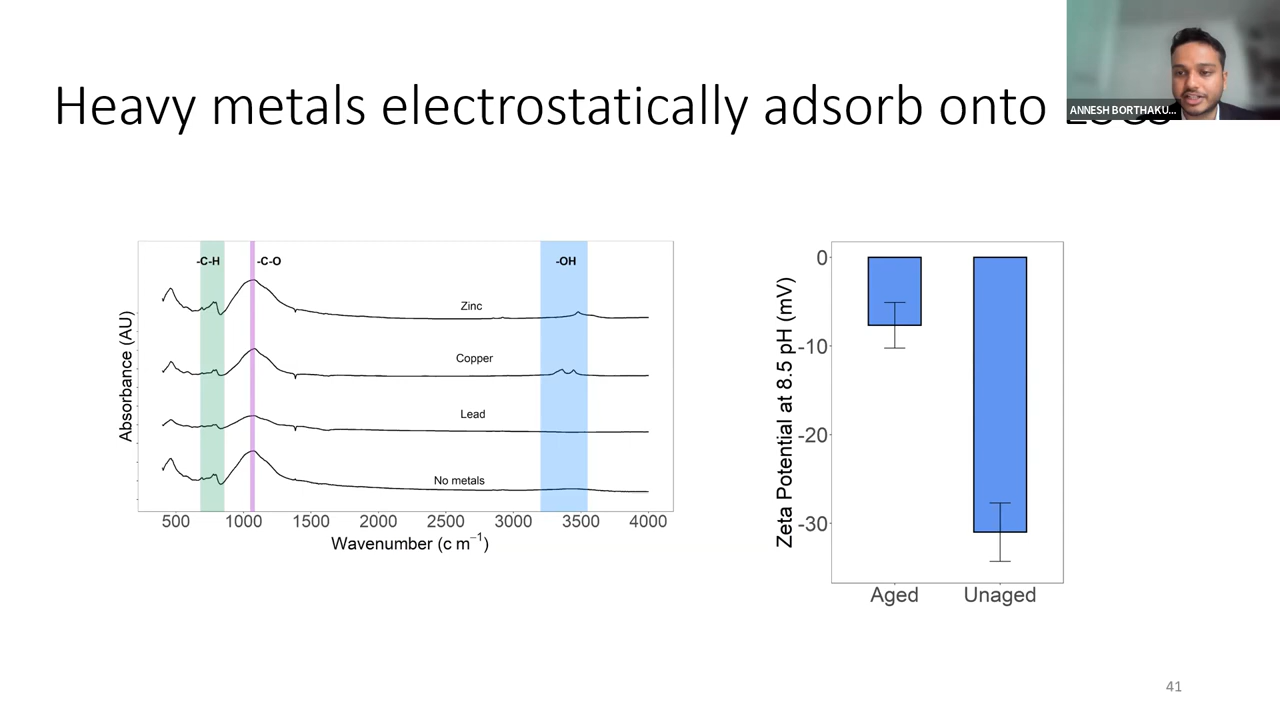 Heavy metals electrostatically adsorb onto
ANNESH BORTHAKU...
-C-H
-C-O
-OH
Zinc
Copper
Lead
No metals
Absorbance (AU)
500 1000 1500 2000 2500 3000 3500 4000
Wavenumber (c m⁻¹)
Zeta Potential at 8.5 pH (mV)
0
-10
-20
-30
Aged Unaged
41